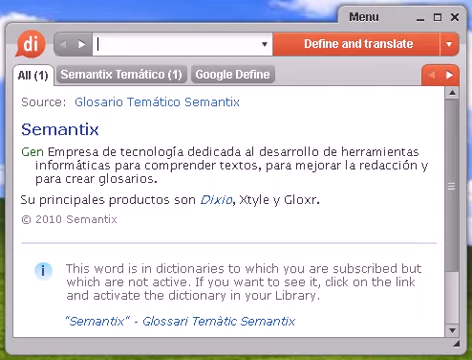 Menu
di
Define and translate
All (1) Semantix Temático (1) Google Define
Source: Glosario Temático Semantix
Semantix
Gen Empresa de tecnología dedicada al desarrollo de herramientas
informáticas para comprender textos, para mejorar la redacción y
para crear glosarios.
Su principales productos son Dixio, Xtyle y Gloxr.
© 2010 Semantix
i
This word is in dictionaries to which you are subscribed but
which are not active. If you want to see it, click on the link
and activate the dictionary in your Library.
"Semantix" - Glossari Temàtic Semantix